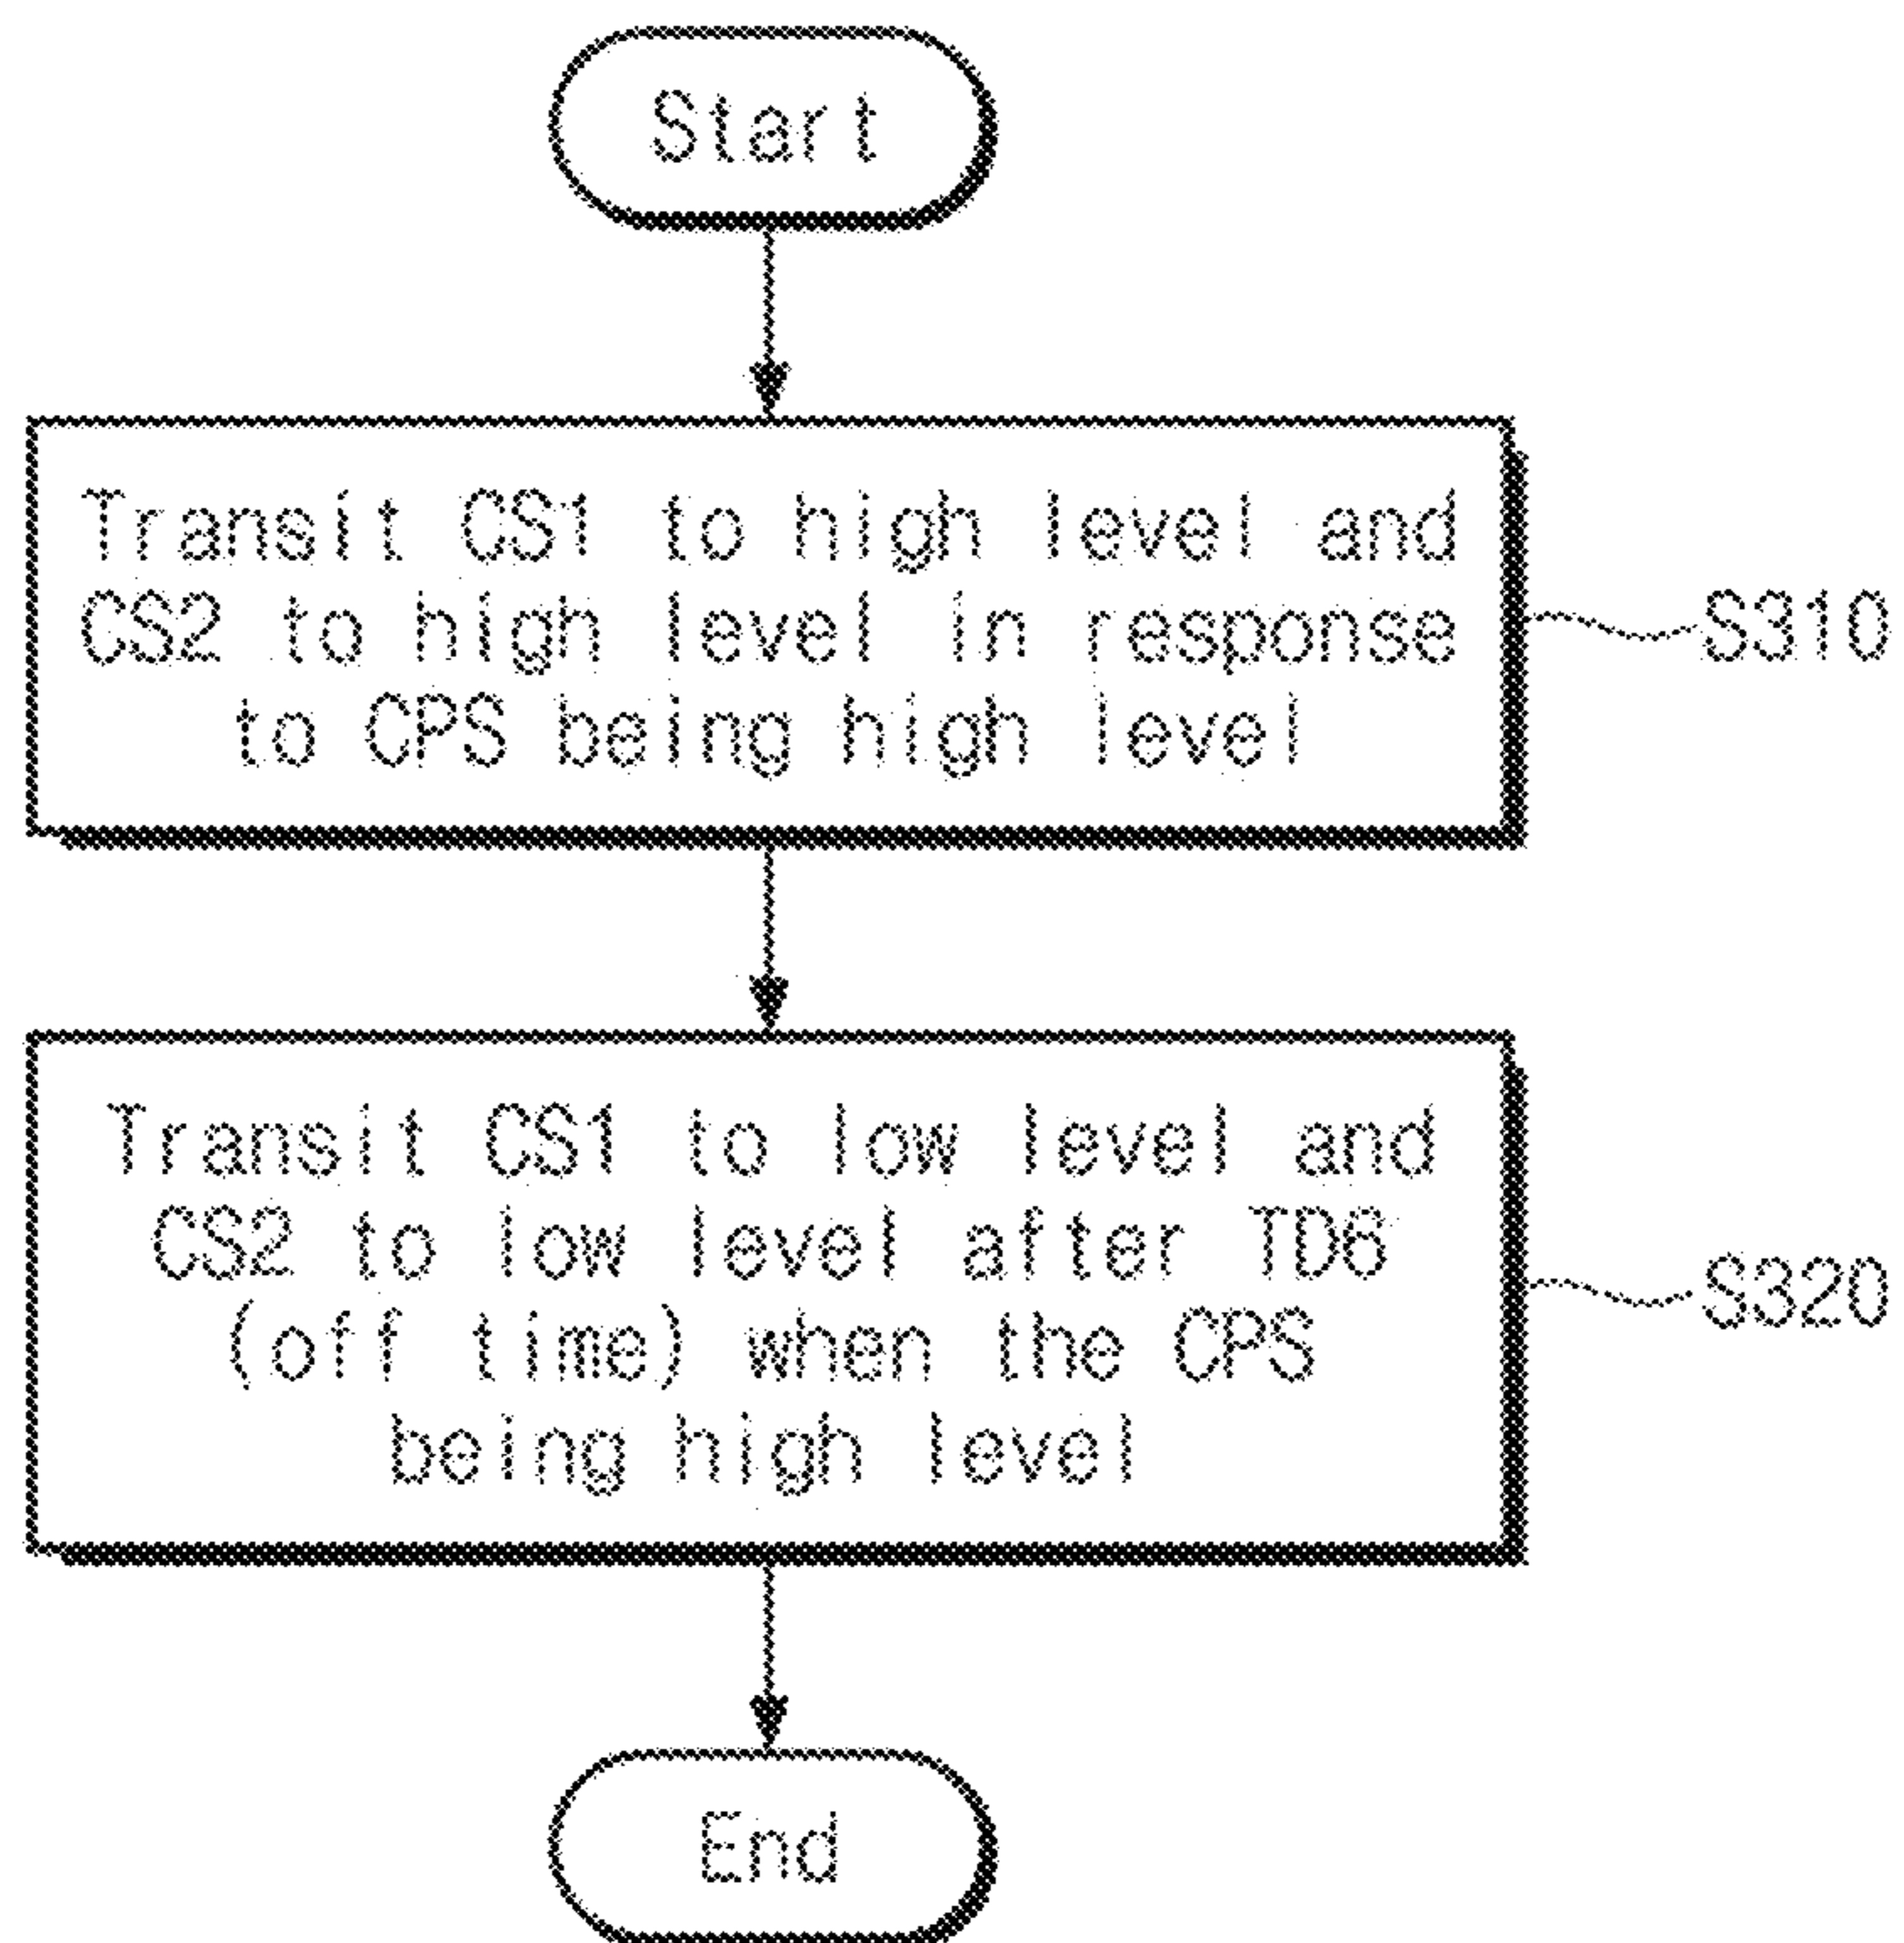 Start
Transit CS1 to high level and
CS2 to high level in response
to CPS being high level
S310
Transit CS1 to low level and
CS2 to low level after TD6
(off time) when the CPS
being high level
S320
End